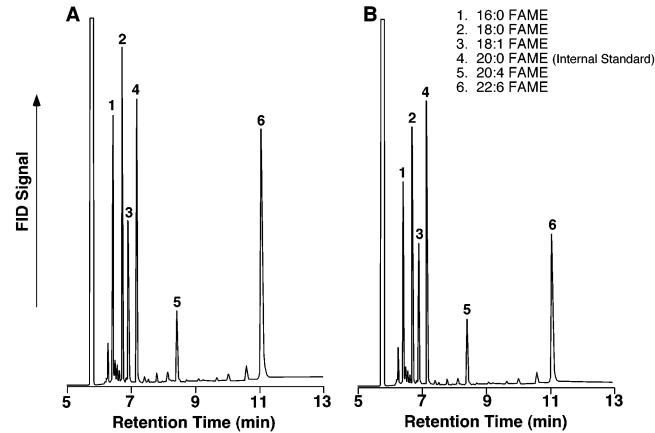 A
B
1. 16:0 FAME
2. 18:0 FAME
3. 18:1 FAME
4. 20:0 FAME (Internal Standard)
5. 20:4 FAME
6. 22:6 FAME
FID Signal
1
2
3
4
5
6
1
2
3
4
5
6
5 7 9 11 13
Retention Time (min)
5 7 9 11 13
Retention Time (min)